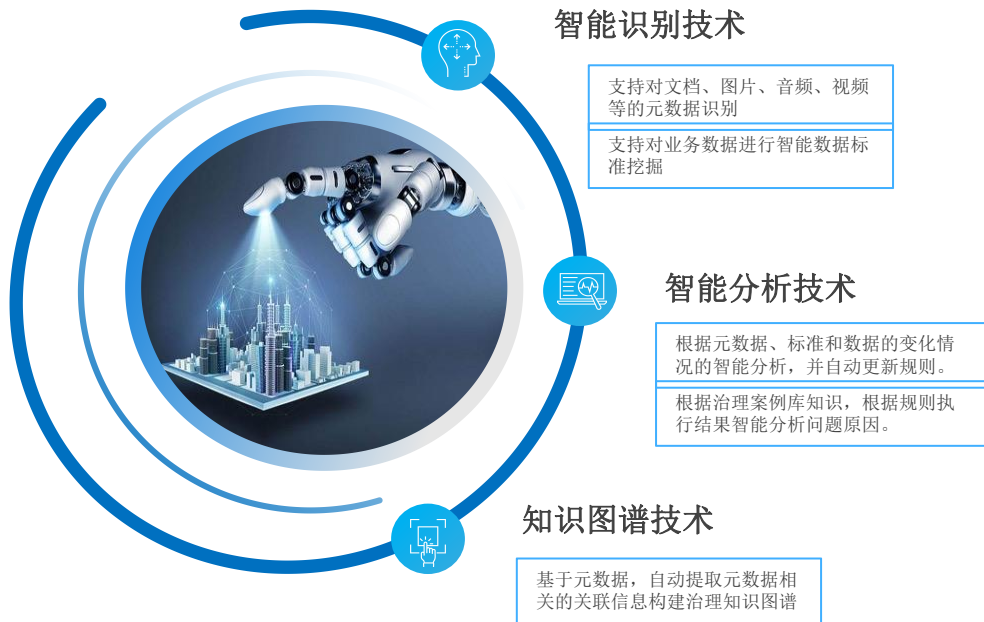 智能识别技术
支持对文档、图片、音频、视频
等的元数据识别
支持对业务数据进行智能数据标
准挖掘
智能分析技术
根据元数据、标准和数据的变化情
况的智能分析，并自动更新规则。
根据治理案例库知识，根据规则执
行结果智能分析问题原因。
知识图谱技术
基于元数据，自动提取元数据相
关的关联信息构建治理知识图谱